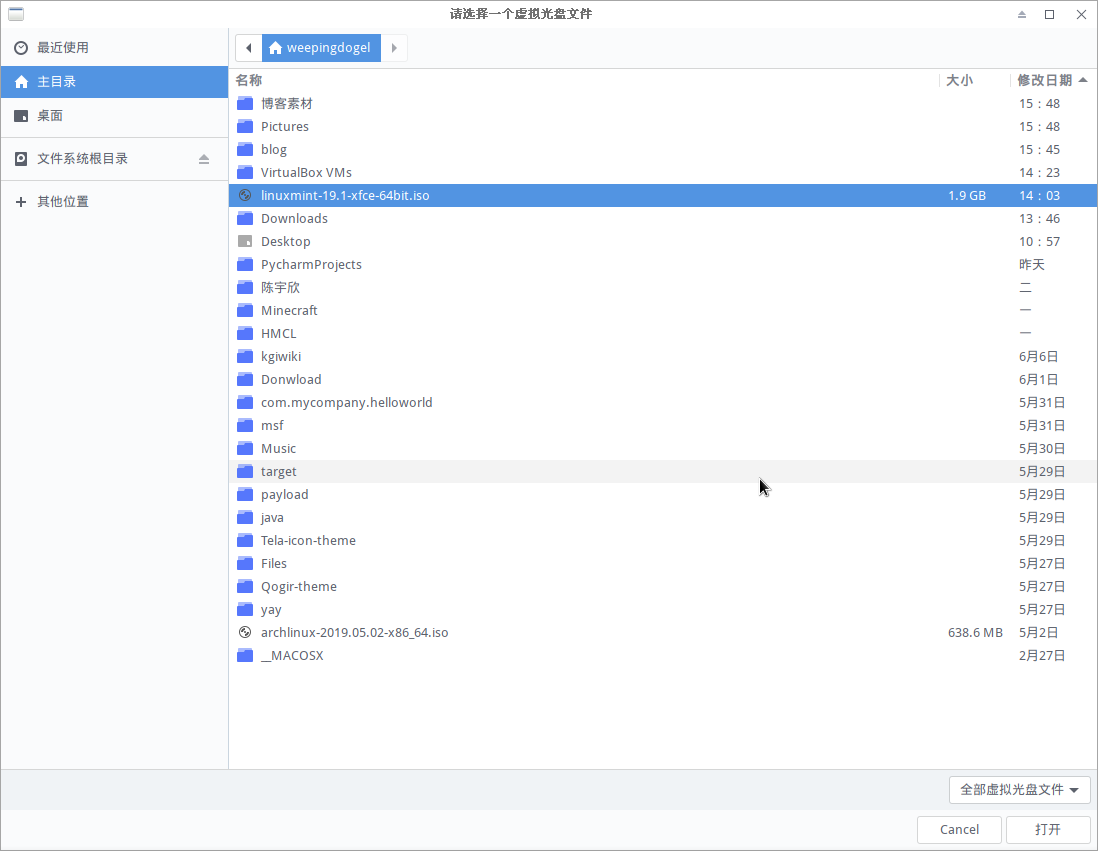 请选择一个虚拟光盘文件
最近使用
主目录
桌面
文件系统根目录
其他位置
weepingdogel
名称 大小 修改日期
博客素材 15：48
Pictures 15：48
blog 15：45
VirtualBox VMs 14：23
linuxmint-19.1-xfce-64bit.iso 1.9 GB 14：03
Downloads 13：46
Desktop 10：57
PycharmProjects 昨天
陈宇欣 二
Minecraft 一
HMCL 一
kgiwiki 6月6日
Donwload 6月1日
com.mycompany.helloworld 5月31日
msf 5月31日
Music 5月30日
target 5月29日
payload 5月29日
java 5月29日
Tela-icon-theme 5月29日
Files 5月27日
Qogir-theme 5月27日
yay 5月27日
archlinux-2019.05.02-x86_64.iso 638.6 MB 5月2日
__MACOSX 2月27日
全部虚拟光盘文件
Cancel 打开